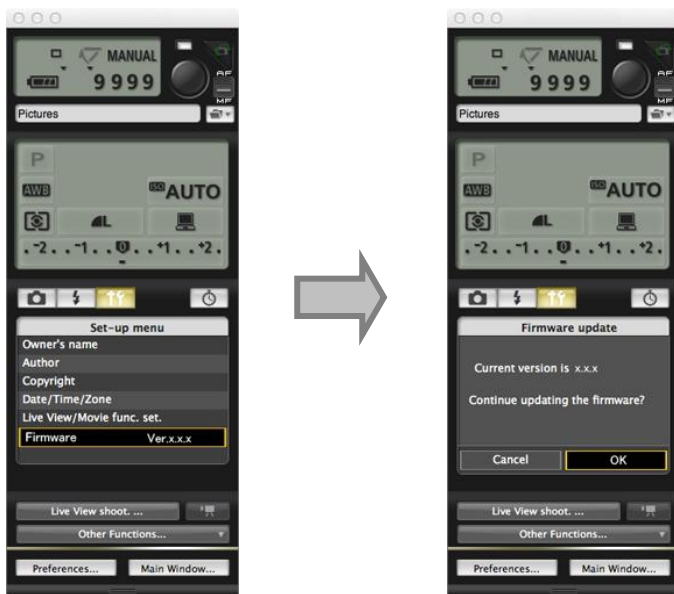 MANUAL
9999
AF
MF
Pictures
P
AWB
ISO AUTO
L
.-2..-1..0..+1..+2.
Set-up menu
Owner's name
Author
Copyright
Date/Time/Zone
Live View/Movie func. set.
Firmware Ver.x.x.x
Live View shoot. ...
Other Functions...
Preferences... Main Window...
MANUAL
9999
AF
MF
Pictures
P
AWB
ISO AUTO
L
.-2..-1..0..+1..+2.
Firmware update
Current version is x.x.x
Continue updating the firmware?
Cancel OK
Live View shoot. ...
Other Functions...
Preferences... Main Window...